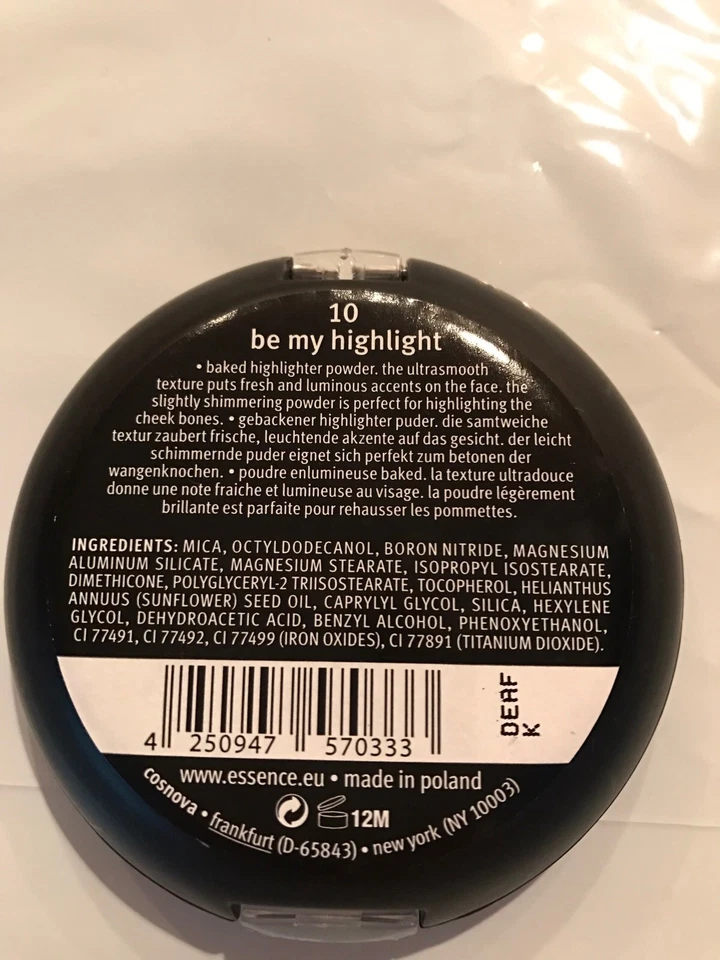 10
be my highlight
• baked highlighter powder. the ultrasmooth
texture puts fresh and luminous accents on the face. the
slightly shimmering powder is perfect for highlighting the
cheek bones. • gebackener highlighter puder. die samtweiche
textur zaubert frische, leuchtende akzente auf das gesicht. der leicht
schimmernde puder eignet sich perfekt zum betonen der
wangenknochen. • poudre enlumineuse baked. la texture ultradouce
donne une note fraiche et lumineuse au visage. la poudre légèrement
brillante est parfaite pour rehausser les pommettes.
INGREDIENTS: MICA, OCTYLDODECANOL, BORON NITRIDE, MAGNESIUM
ALUMINUM SILICATE, MAGNESIUM STEARATE, ISOPROPYL ISOSTEARATE,
DIMETHICONE, POLYGLYCERYL-2 TRIISOSTEARATE, TOCOPHEROL, HELIANTHUS
ANNUUS (SUNFLOWER) SEED OIL, CAPRYLYL GLYCOL, SILICA, HEXYLENE
GLYCOL, DEHYDROACETIC ACID, BENZYL ALCOHOL, PHENOXYETHANOL,
CI 77491, CI 77492, CI 77499 (IRON OXIDES), CI 77891 (TITANIUM DIOXIDE).
4 250947 570333
K
www.essence.eu • made in poland
12M
cosnova • frankfurt (D-65843) • new york (NY 10003)